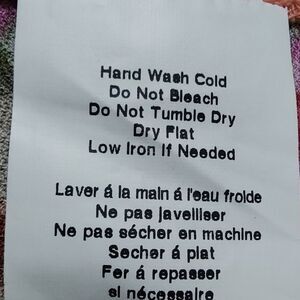 Hand Wash Cold
Do Not Bleach
Do Not Tumble Dry
Dry Flat
Low Iron If Needed
Laver á la main á l'eau froide
Ne pas javelliser
Ne pas sécher en machine
Secher á plat
Fer á repasser
si nécessaire